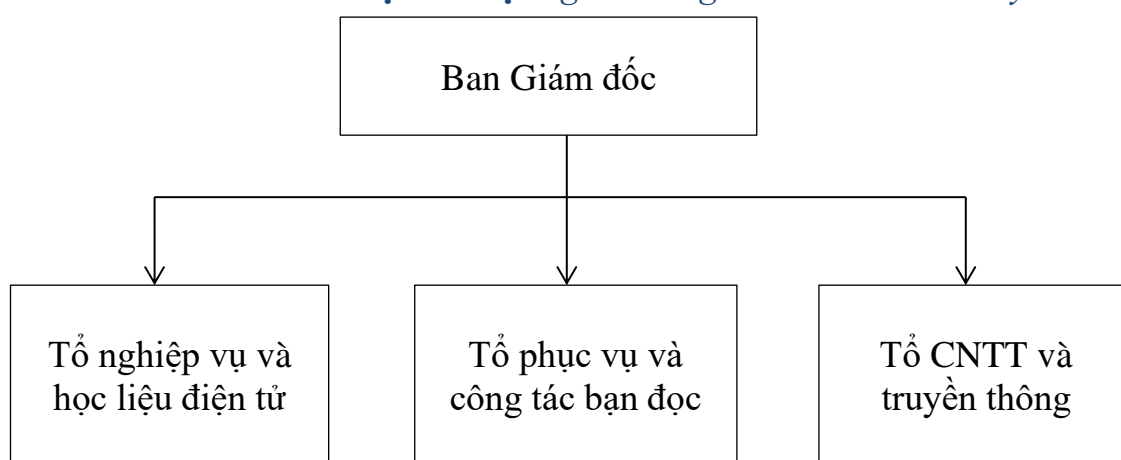 Ban Giám đốc
Tổ nghiệp vụ và
học liệu điện tử
Tổ phục vụ và
công tác bạn đọc
Tổ CNTT và
truyền thông